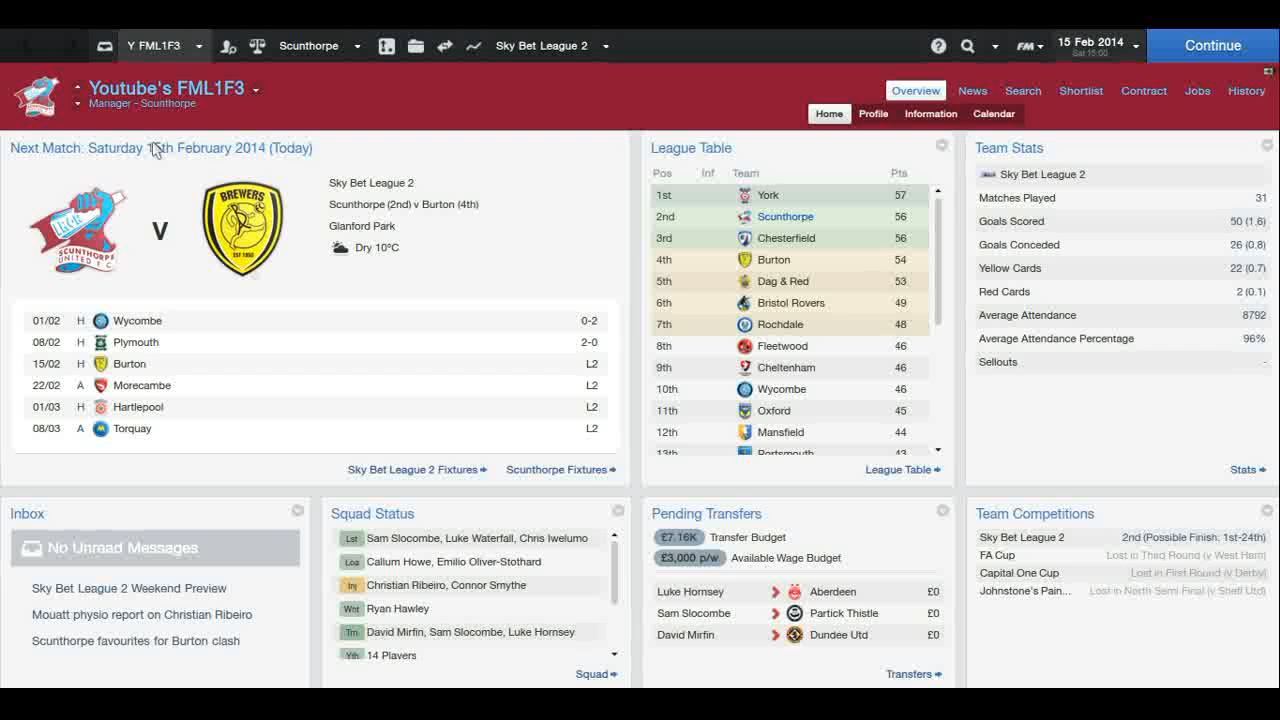 Y FML1F3 Scunthorpe Sky Bet League 2 FM 15 Feb 2014 Sat 15:00 Continue
Youtube's FML1F3
Manager - Scunthorpe
Overview News Search Shortlist Contract Jobs History
Home Profile Information Calendar
Next Match: Saturday 15th February 2014 (Today)
SCUNTHORPE UNITED F C
V
BREWERS
EST 1950
Sky Bet League 2
Scunthorpe (2nd) v Burton (4th)
Glanford Park
Dry 10°C
01/02 H Wycombe 0-2
08/02 H Plymouth 2-0
15/02 H Burton L2
22/02 A Morecambe L2
01/03 H Hartlepool L2
08/03 A Torquay L2
Sky Bet League 2 Fixtures Scunthorpe Fixtures
League Table
Pos Inf Team Pts
1st York 57
2nd Scunthorpe 56
3rd Chesterfield 56
4th Burton 54
5th Dag & Red 53
6th Bristol Rovers 49
7th Rochdale 48
8th Fleetwood 46
9th Cheltenham 46
10th Wycombe 46
11th Oxford 45
12th Mansfield 44
13th Portsmouth 43
League Table
Team Stats
Sky Bet League 2
Matches Played 31
Goals Scored 50 (1.6)
Goals Conceded 26 (0.8)
Yellow Cards 22 (0.7)
Red Cards 2 (0.1)
Average Attendance 8792
Average Attendance Percentage 96%
Sellouts -
Stats
Inbox
No Unread Messages
Sky Bet League 2 Weekend Preview
Mouatt physio report on Christian Ribeiro
Scunthorpe favourites for Burton clash
Squad Status
Lst Sam Slocombe, Luke Waterfall, Chris Iwelumo
Loa Callum Howe, Emilio Oliver-Stothard
Inj Christian Ribeiro, Connor Smythe
Wnt Ryan Hawley
Trn David Mirfin, Sam Slocombe, Luke Hornsey
Yth 14 Players
Squad
Pending Transfers
£7.16K Transfer Budget
£3,000 p/w Available Wage Budget
Luke Hornsey Aberdeen £0
Sam Slocombe Partick Thistle £0
David Mirfin Dundee Utd £0
Transfers
Team Competitions
Sky Bet League 2 2nd (Possible Finish: 1st-24th)
FA Cup Lost in Third Round (v West Ham)
Capital One Cup Lost in First Round (v Derby)
Johnstone's Pain... Lost in North Semi Final (v Sheff Utd)